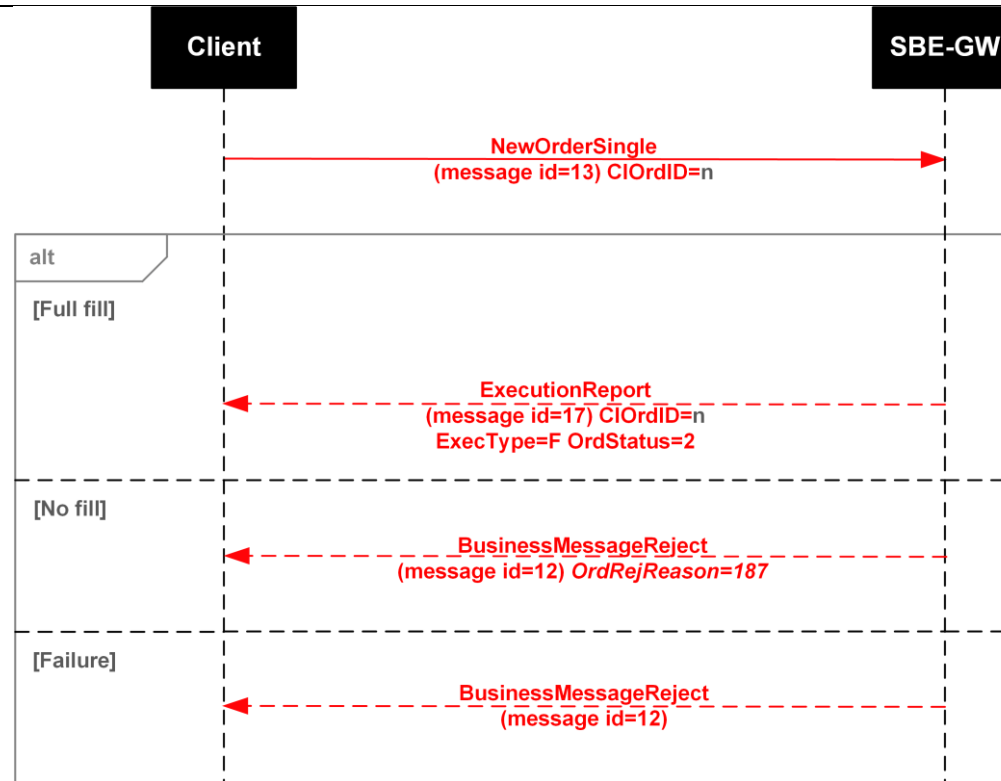 Client
SBE-GW
NewOrderSingle
(message id=13) ClOrdID=n
alt
[Full fill]
ExecutionReport
(message id=17) ClOrdID=n
ExecType=F OrdStatus=2
[No fill]
BusinessMessageReject
(message id=12) OrdRejReason=187
[Failure]
BusinessMessageReject
(message id=12)